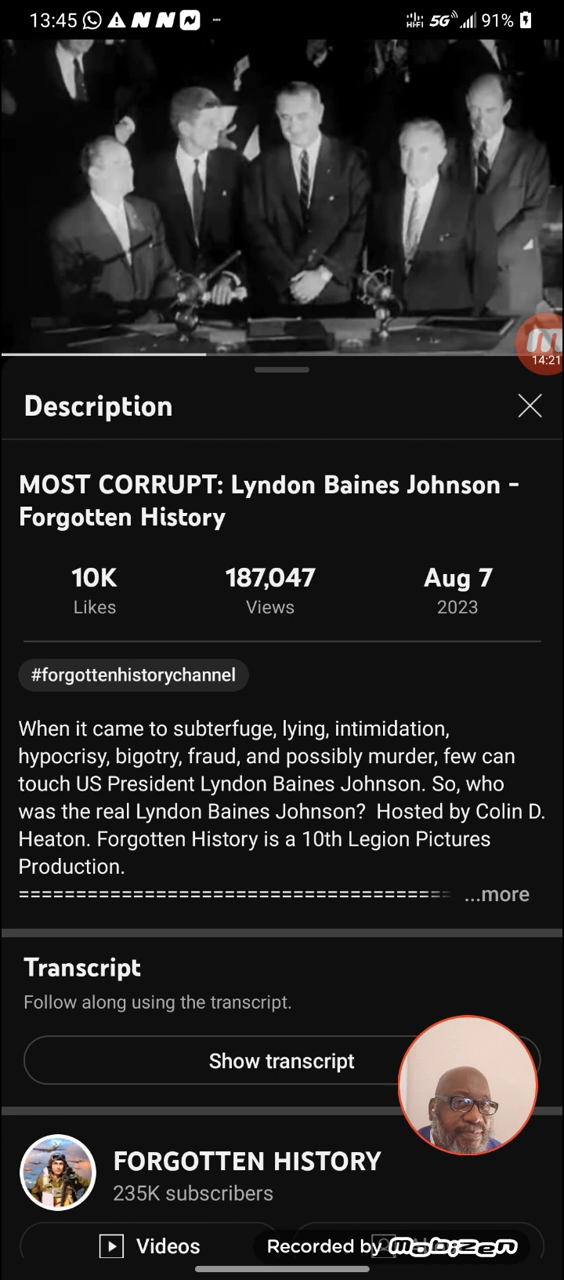 13:45
HiFi 5G 91%
14:21
Description
MOST CORRUPT: Lyndon Baines Johnson -
Forgotten History
10K 187,047 Aug 7
Likes Views 2023
#forgottenhistorychannel
When it came to subterfuge, lying, intimidation,
hypocrisy, bigotry, fraud, and possibly murder, few can
touch US President Lyndon Baines Johnson. So, who
was the real Lyndon Baines Johnson?  Hosted by Colin D.
Heaton. Forgotten History is a 10th Legion Pictures
Production.
====================================== ...more
Transcript
Follow along using the transcript.
Show transcript
FORGOTTEN HISTORY
235K subscribers
Videos
Recorded by Mobizen